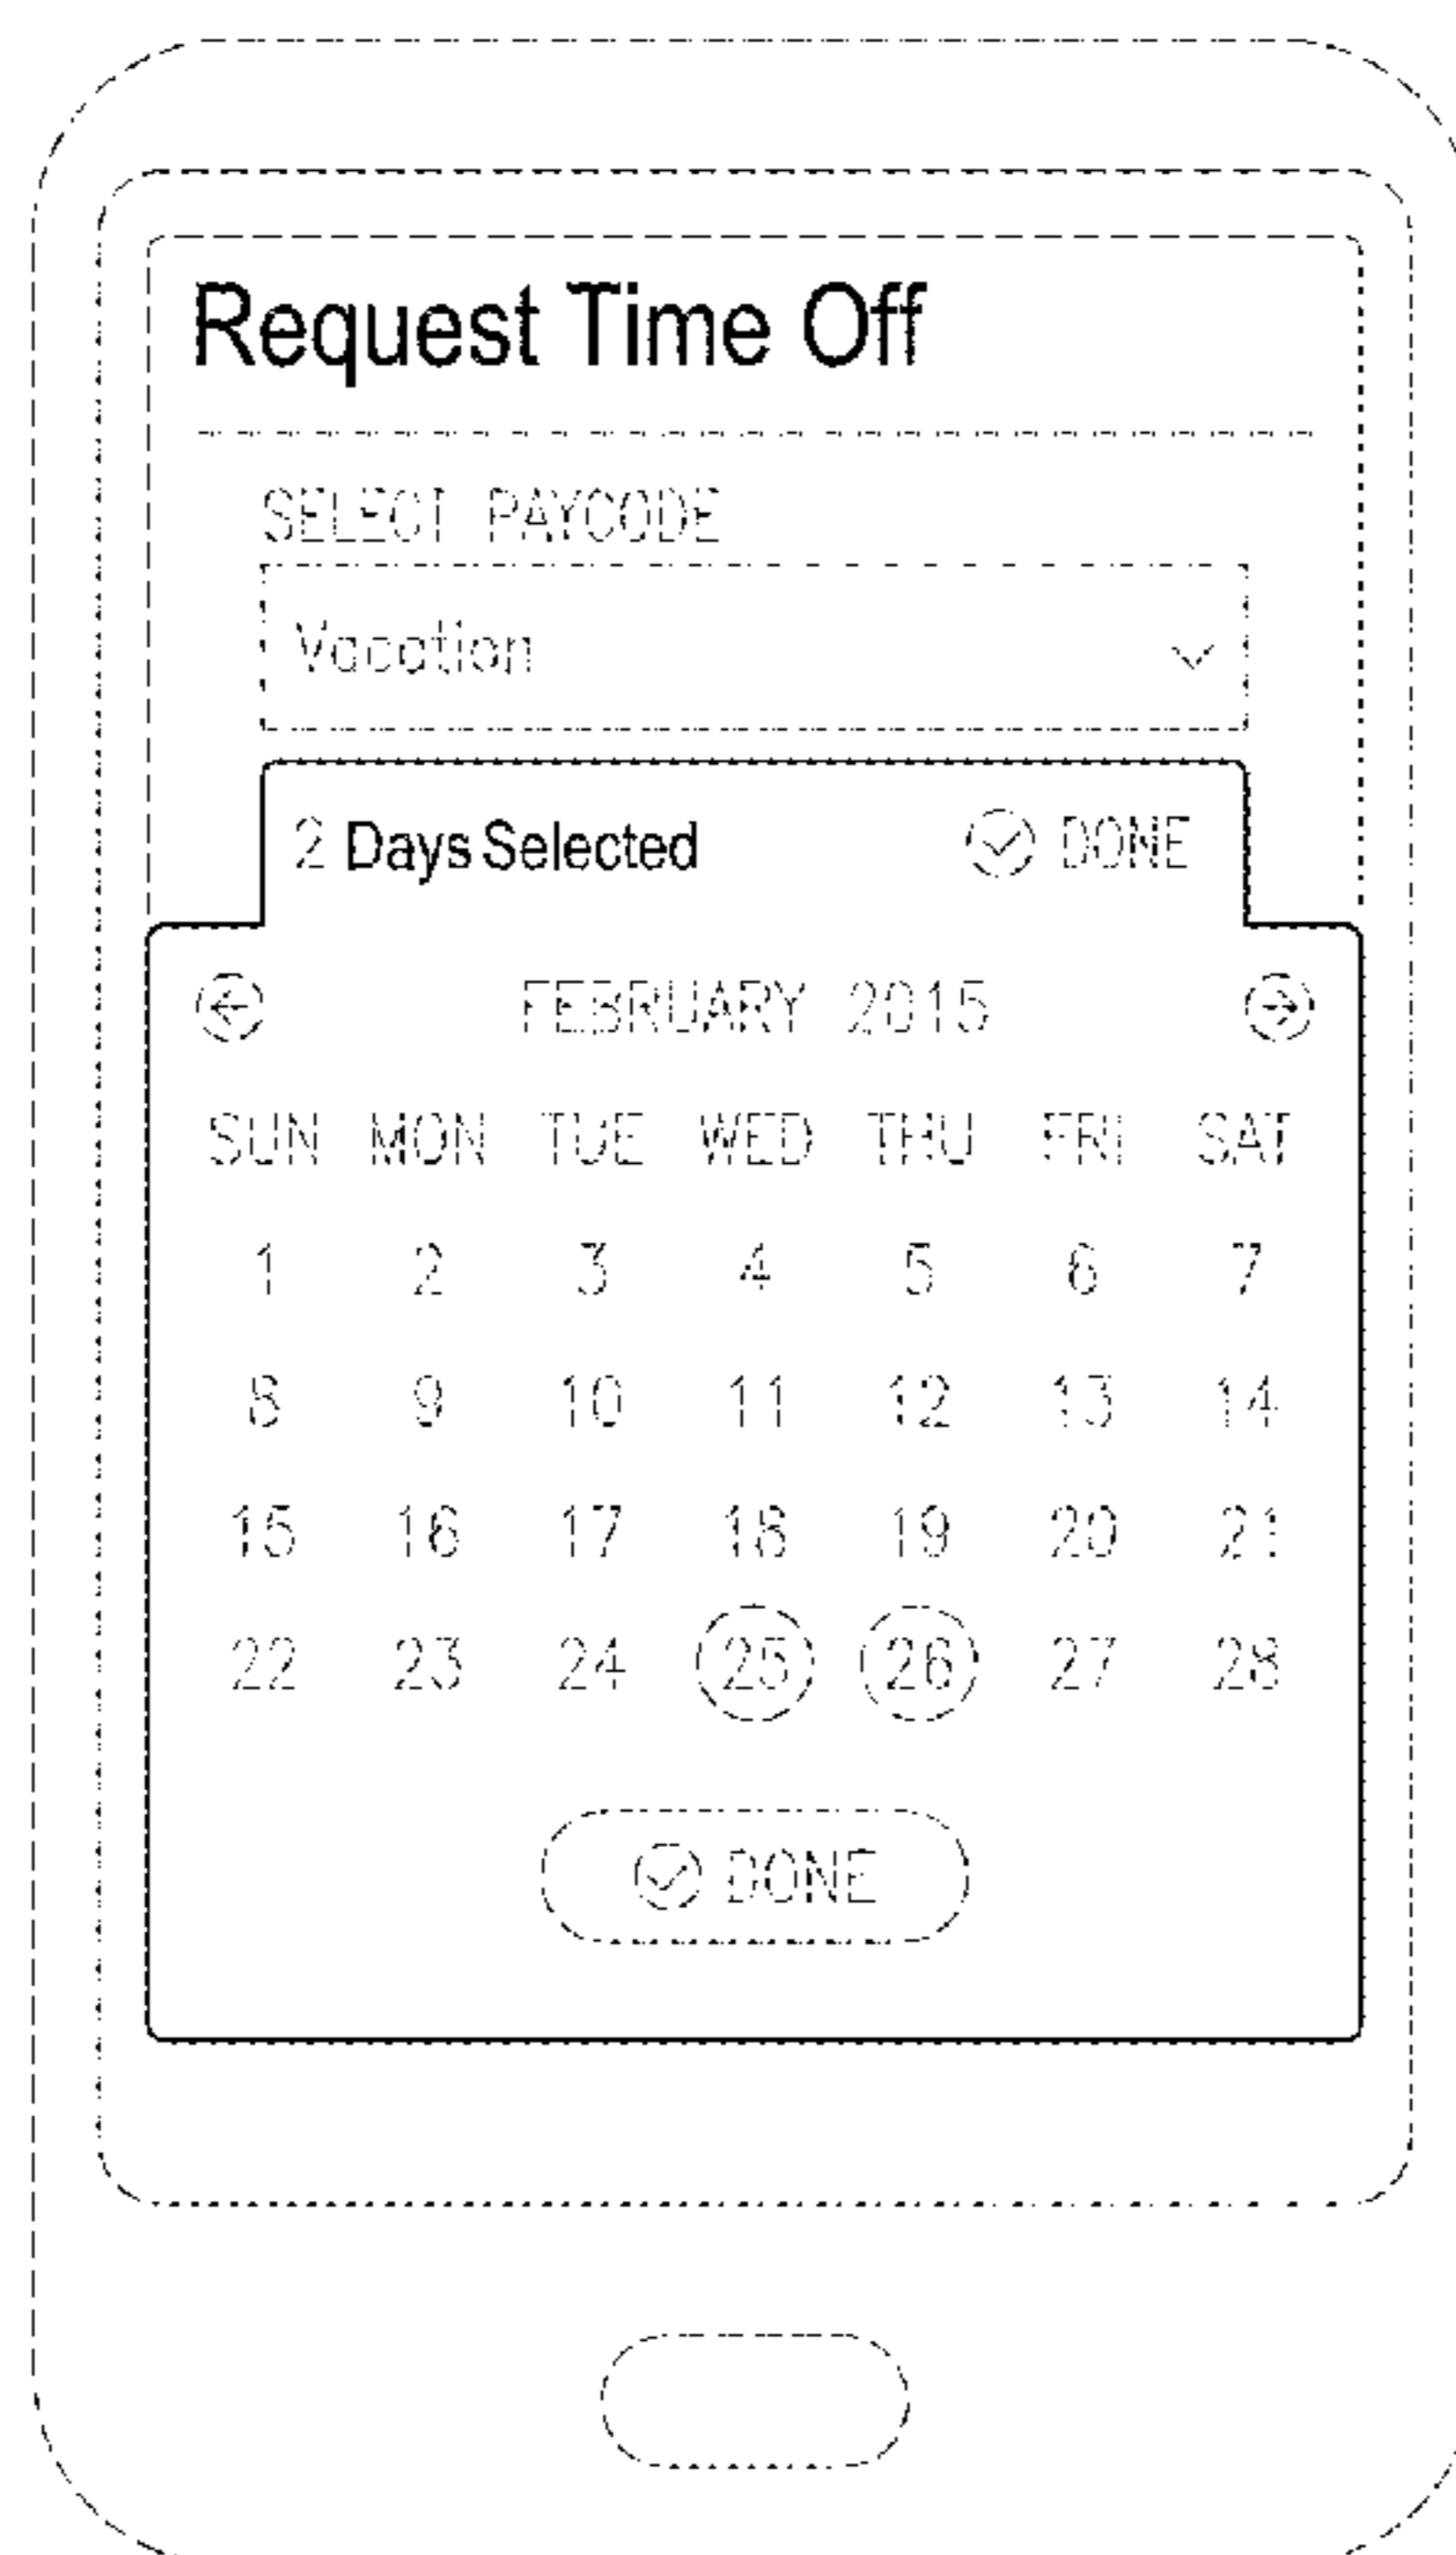 Request Time Off
SELECT PAYCODE
Vacation
2 Days Selected DONE
FEBRUARY 2015
SUN MON TUE WED THU FRI SAT
1 2 3 4 5 6 7
8 9 10 11 12 13 14
15 16 17 18 19 20 21
22 23 24 25 26 27 28
DONE